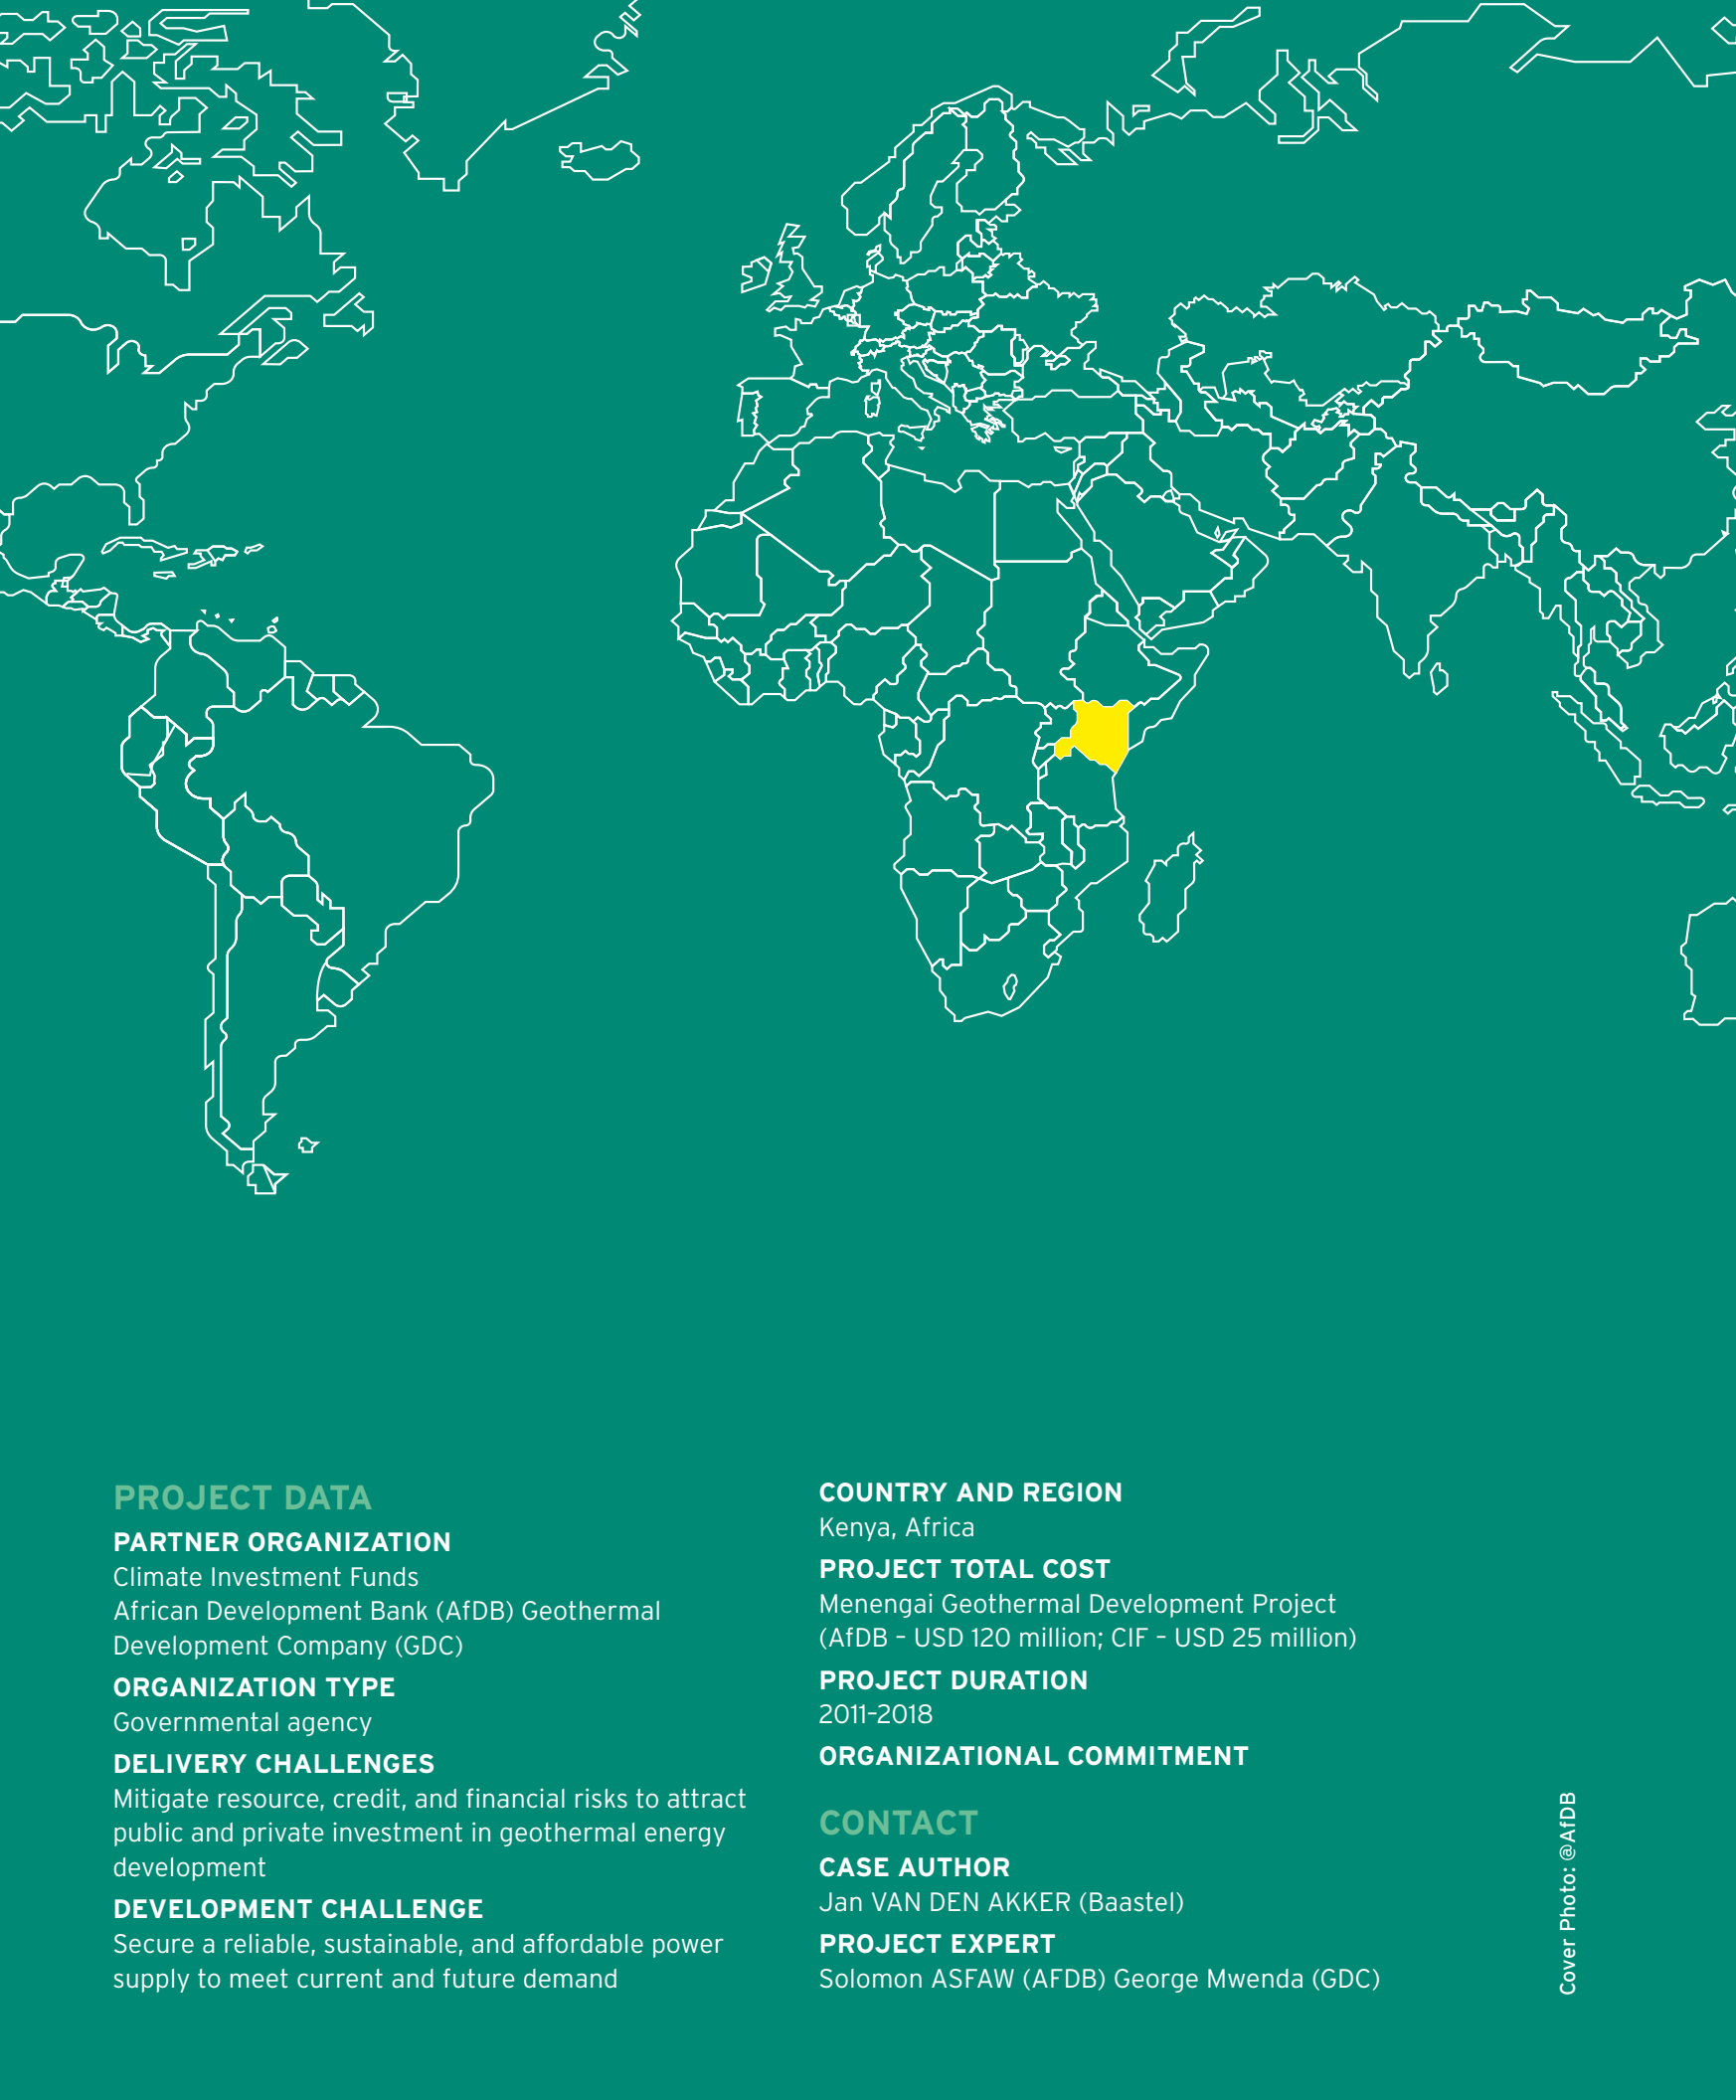 PROJECT DATA
PARTNER ORGANIZATION
Climate Investment Funds
African Development Bank (AfDB) Geothermal
Development Company (GDC)
ORGANIZATION TYPE
Governmental agency
DELIVERY CHALLENGES
Mitigate resource, credit, and financial risks to attract
public and private investment in geothermal energy
development
DEVELOPMENT CHALLENGE
Secure a reliable, sustainable, and affordable power
supply to meet current and future demand
COUNTRY AND REGION
Kenya, Africa
PROJECT TOTAL COST
Menengai Geothermal Development Project
(AfDB – USD 120 million; CIF – USD 25 million)
PROJECT DURATION
2011–2018
ORGANIZATIONAL COMMITMENT
CONTACT
CASE AUTHOR
Jan VAN DEN AKKER (Baastel)
PROJECT EXPERT
Solomon ASFAW (AFDB) George Mwenda (GDC)
Cover Photo: @AfDB